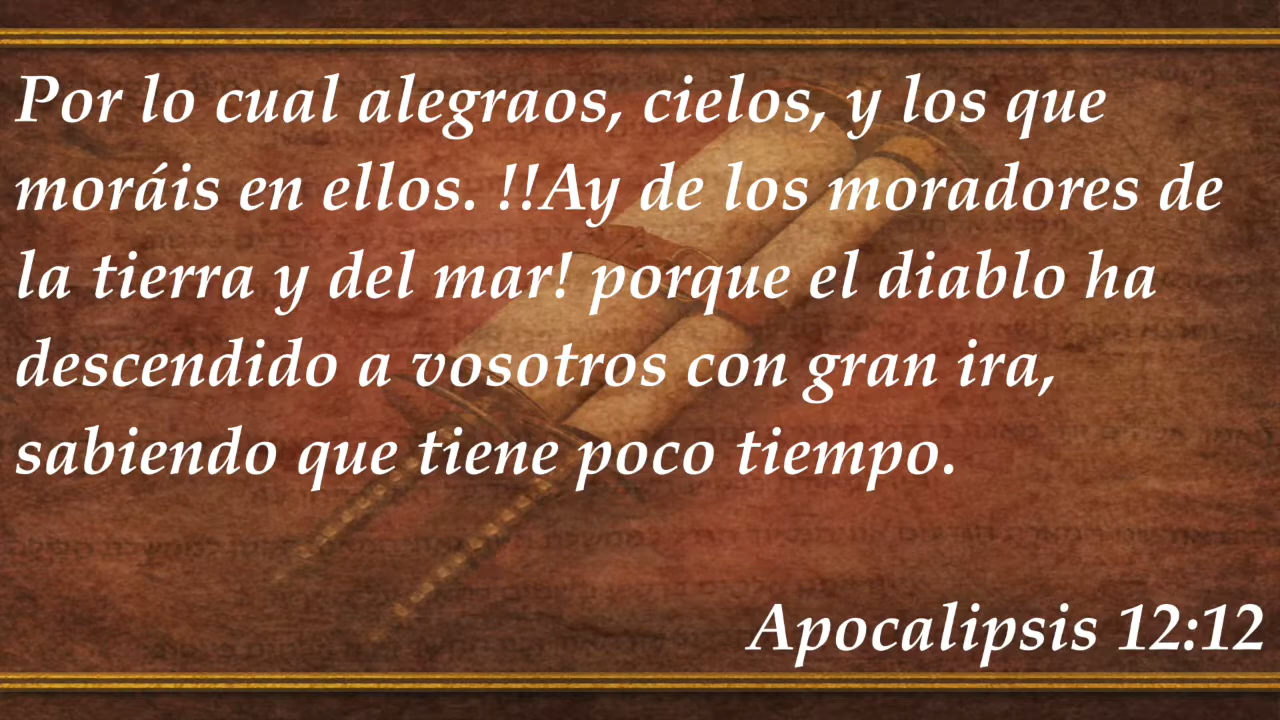 Por lo cual alegraos, cielos, y los que
moráis en ellos. !!Ay de los moradores de
la tierra y del mar! porque el diablo ha
descendido a vosotros con gran ira,
sabiendo que tiene poco tiempo.
Apocalipsis 12:12